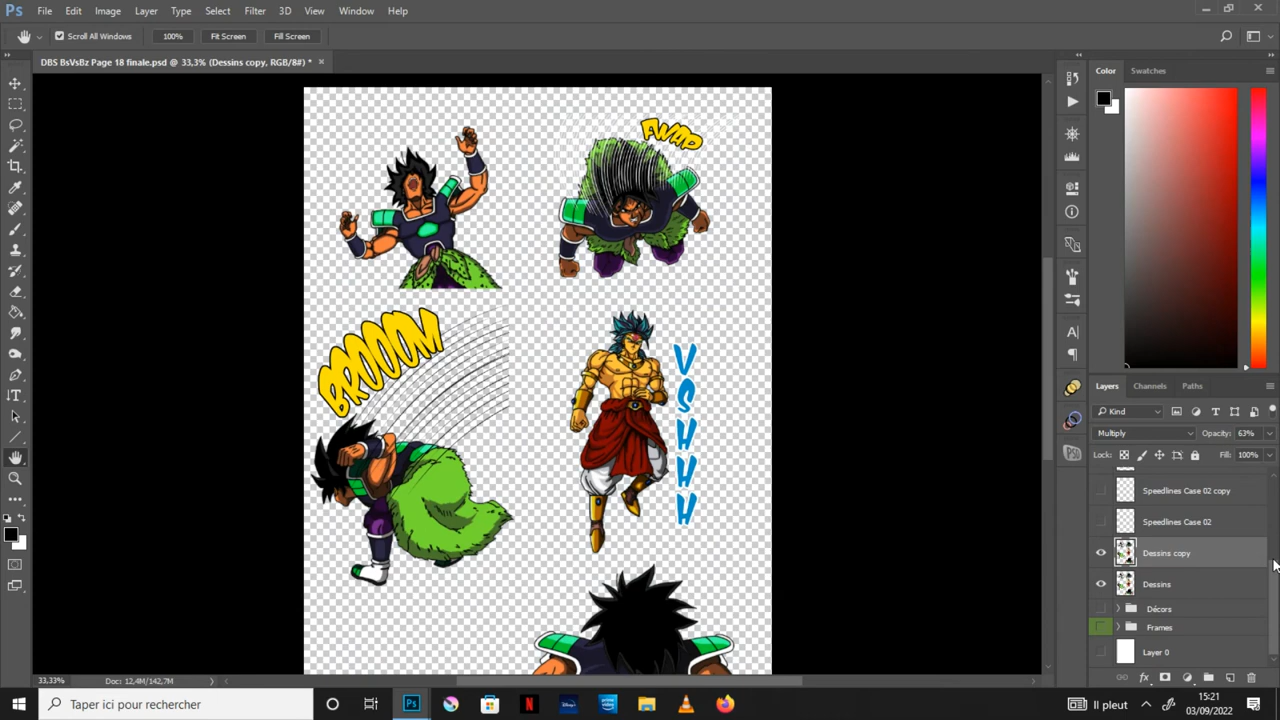 Ps File Edit Image Layer Type Select Filter 3D View Window Help
Scroll All Windows 100% Fit Screen Fill Screen
DBS BsVsBz Page 18 finale.psd @ 33,3% (Dessins copy, RGB/8#) *
Color Swatches
FWAP
BROOOM
VSHHH
Layers Channels Paths
Kind
Multiply Opacity: 63%
Lock: Fill: 100%
Speedlines Case 02 copy
Speedlines Case 02
Dessins copy
Dessins
Décors
Frames
Layer 0
33,33% Doc: 12,4M/142,7M
Taper ici pour rechercher
Il pleut
15:21
03/09/2022